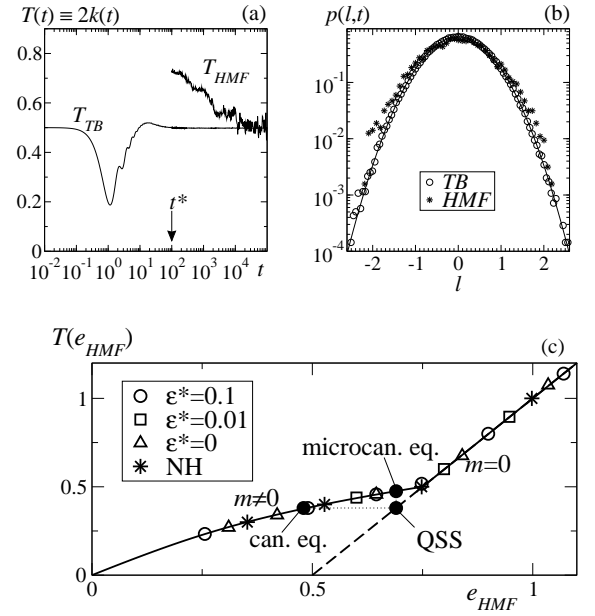 T(t) ≡ 2k(t) (a)
0.8
0.6
0.4
0.2
0
T_HMF
T_TB
t*
10^-2 10^-1 10^0 10^1 10^2 10^3 10^4 t
p(l,t) (b)
10^-1
10^-2
10^-3
10^-4
TB
HMF
-2 -1 0 1 2
l
T(e_HMF) (c)
1
0.5
0
ε*=0.1
ε*=0.01
ε*=0
NH
microcan. eq.
m=0
m≠0
can. eq.
QSS
0 0.5 1
e_HMF